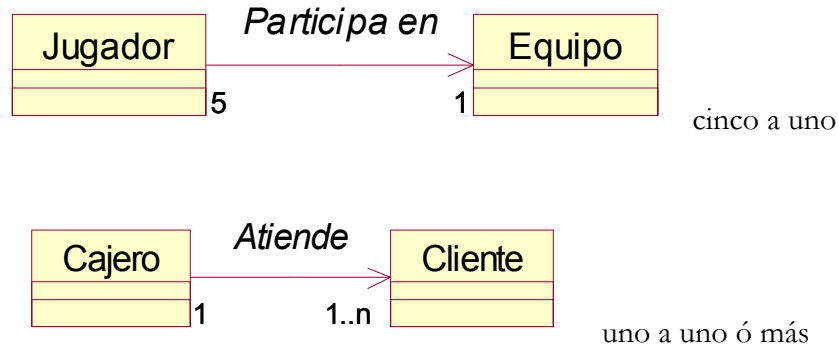 Participa en
Jugador
Equipo
5
1
cinco a uno
Atiende
Cajero
Cliente
1
1..n
uno a uno ó más